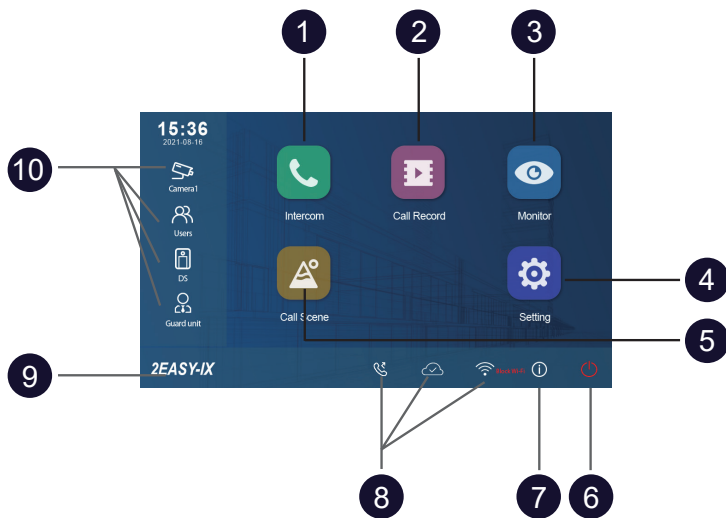 1
2
3
15:36
2021-08-16
10
Camera1
Intercom
Call Record
Monitor
Users
DS
4
Guard unit
Call Scene
Setting
5
9
2EASY-IX
8
7
6